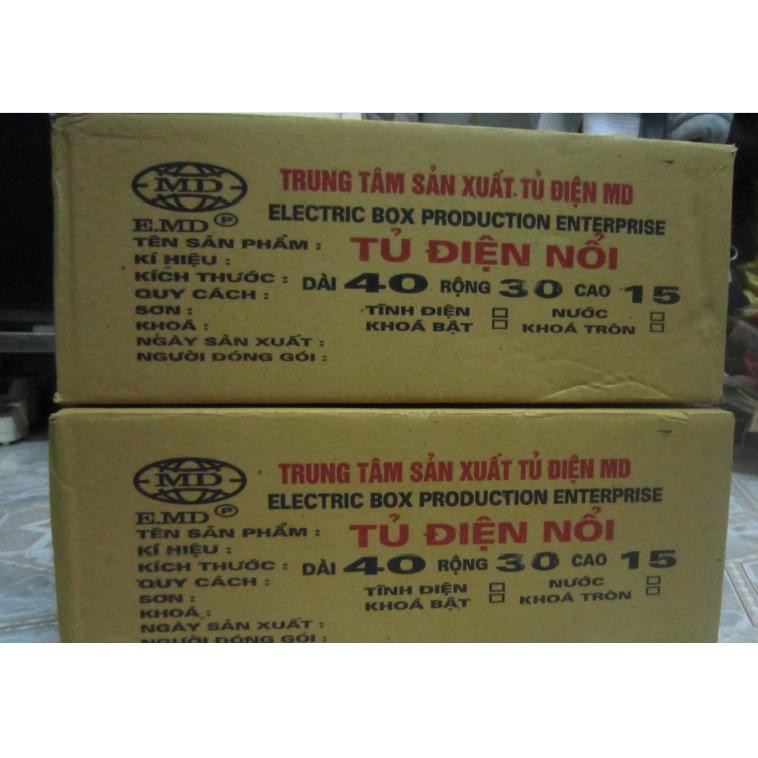 MD
TRUNG TÂM SẢN XUẤT TỦ ĐIỆN MD
E.MD P
ELECTRIC BOX PRODUCTION ENTERPRISE
TÊN SẢN PHẨM : TỦ ĐIỆN NỔI
KÍ HIỆU :
KÍCH THƯỚC : DÀI 40 RỘNG 30 CAO 15
QUY CÁCH :
SƠN : TĨNH ĐIỆN NƯỚC
KHOÁ : KHOÁ BẬT KHOÁ TRÒN
NGÀY SẢN XUẤT :
NGƯỜI ĐÓNG GÓI :
MD
TRUNG TÂM SẢN XUẤT TỦ ĐIỆN MD
E.MD P
ELECTRIC BOX PRODUCTION ENTERPRISE
TÊN SẢN PHẨM : TỦ ĐIỆN NỔI
KÍ HIỆU :
KÍCH THƯỚC : DÀI 40 RỘNG 30 CAO 15
QUY CÁCH :
SƠN : TĨNH ĐIỆN NƯỚC
KHOÁ : KHOÁ BẬT KHOÁ TRÒN
NGÀY SẢN XUẤT :
NGƯỜI ĐÓNG GÓI :